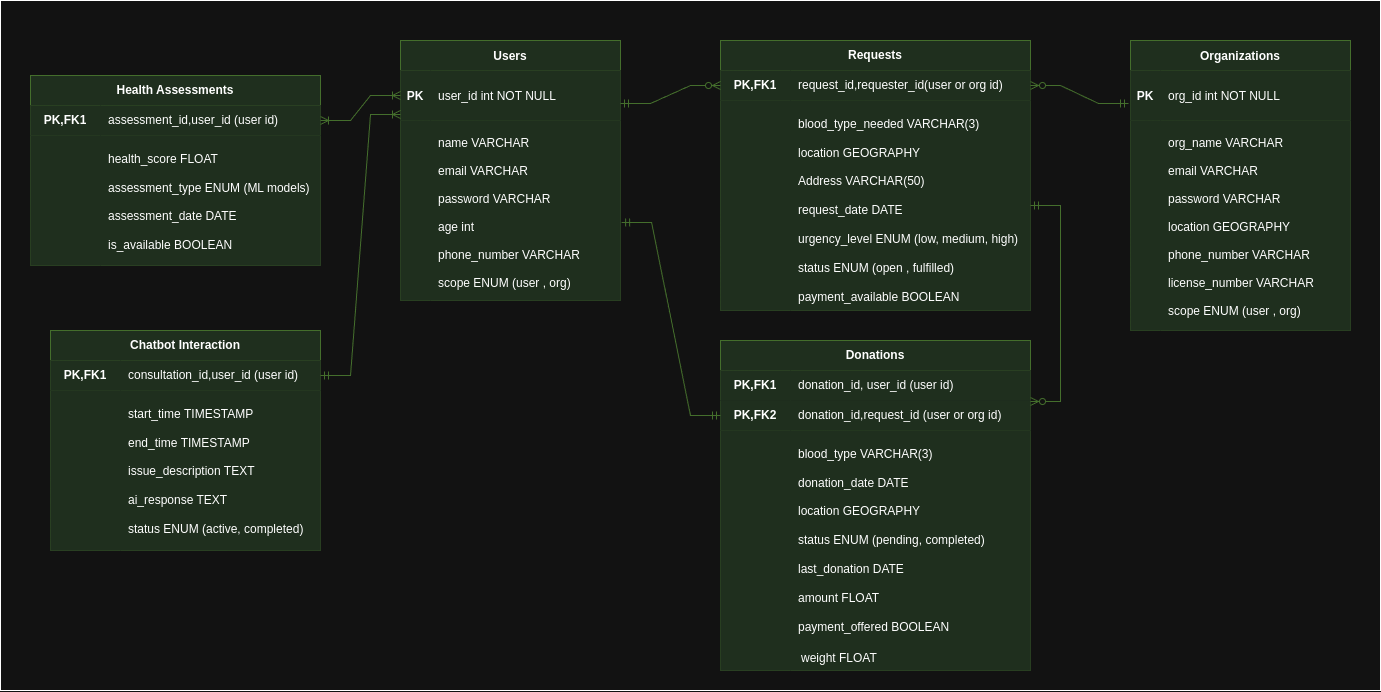 Health Assessments
PK,FK1 assessment_id,user_id (user id)
health_score FLOAT
assessment_type ENUM (ML models)
assessment_date DATE
is_available BOOLEAN
Chatbot Interaction
PK,FK1 consultation_id,user_id (user id)
start_time TIMESTAMP
end_time TIMESTAMP
issue_description TEXT
ai_response TEXT
status ENUM (active, completed)
Users
PK user_id int NOT NULL
name VARCHAR
email VARCHAR
password VARCHAR
age int
phone_number VARCHAR
scope ENUM (user , org)
Requests
PK,FK1 request_id,requester_id(user or org id)
blood_type_needed VARCHAR(3)
location GEOGRAPHY
Address VARCHAR(50)
request_date DATE
urgency_level ENUM (low, medium, high)
status ENUM (open , fulfilled)
payment_available BOOLEAN
Donations
PK,FK1 donation_id, user_id (user id)
PK,FK2 donation_id,request_id (user or org id)
blood_type VARCHAR(3)
donation_date DATE
location GEOGRAPHY
status ENUM (pending, completed)
last_donation DATE
amount FLOAT
payment_offered BOOLEAN
weight FLOAT
Organizations
PK org_id int NOT NULL
org_name VARCHAR
email VARCHAR
password VARCHAR
location GEOGRAPHY
phone_number VARCHAR
license_number VARCHAR
scope ENUM (user , org)